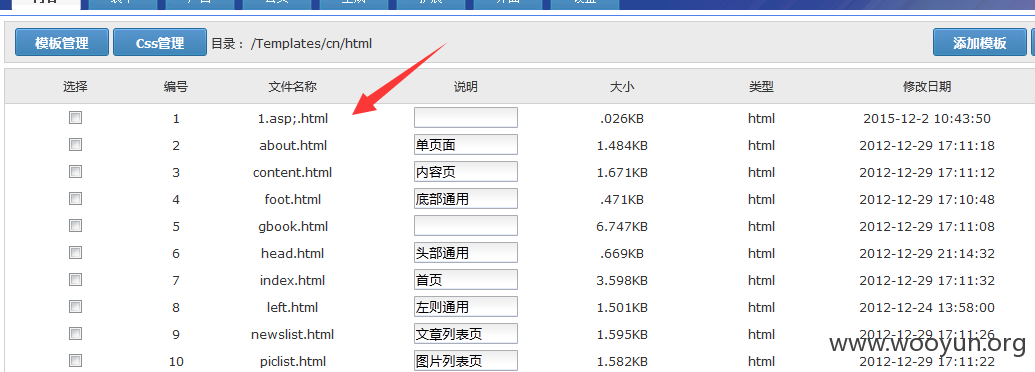 模板管理 Css管理 目录：/Templates/cn/html 添加模板
选择 编号 文件名称 说明 大小 类型 修改日期
1 1.asp;.html .026KB html 2015-12-2 10:43:50
2 about.html 单页面 1.484KB html 2012-12-29 17:11:18
3 content.html 内容页 1.671KB html 2012-12-29 17:11:12
4 foot.html 底部通用 .471KB html 2012-12-29 17:10:48
5 gbook.html 6.747KB html 2012-12-29 17:11:08
6 head.html 头部通用 .669KB html 2012-12-29 21:14:32
7 index.html 首页 3.598KB html 2012-12-29 17:11:32
8 left.html 左则通用 1.501KB html 2012-12-24 13:58:00
9 newslist.html 文章列表页 1.595KB html 2012-12-29 17:11:26
www.wooyun.org
10 piclist.html 图片列表页 1.582KB html 2012-12-29 17:11:22